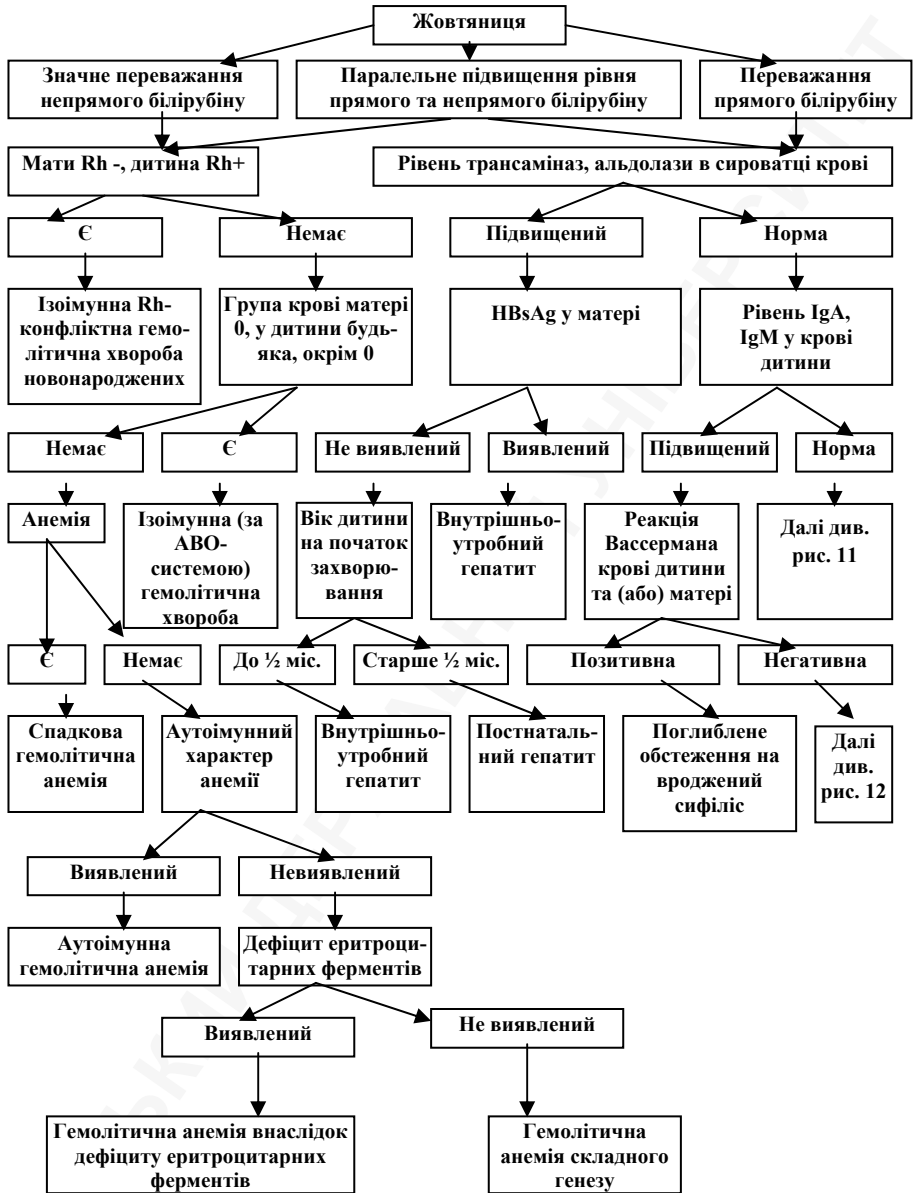 Жовтяниця
Значне переважання
непрямого білірубіну
Паралельне підвищення рівня
прямого та непрямого білірубіну
Переважання
прямого білірубіну
Мати Rh -, дитина Rh+
Рівень трансаміназ, альдолази в сироватці крові
Є
Немає
Підвищений
Норма
Ізоімунна Rh-
конфліктна гемо-
літична хвороба
новонароджених
Група крові матері
0, у дитини будь-
яка, окрім 0
HBsAg у матері
Рівень IgA,
IgM у крові
дитини
Немає
Є
Не виявлений
Виявлений
Підвищений
Норма
Анемія
Ізоімунна (за
АВО-
системою)
гемолітична
хвороба
Вік дитини
на початок
захворю-
вання
Внутрішньо-
утробний
гепатит
Реакція
Вассермана
крові дитини
та (або) матері
Далі див.
рис. 11
Є
Немає
До ½ міс.
Старше ½ міс.
Позитивна
Негативна
Спадкова
гемолітична
анемія
Аутоімунний
характер
анемії
Внутрішньо-
утробний
гепатит
Постнаталь-
ний гепатит
Поглиблене
обстеження на
вроджений
сифіліс
Далі
див.
рис. 12
Виявлений
Невиявлений
Аутоімунна
гемолітична анемія
Дефіцит еритроци-
тарних ферментів
Виявлений
Не виявлений
Гемолітична анемія внаслідок
дефіциту еритроцитарних
ферментів
Гемолітична
анемія складного
генезу